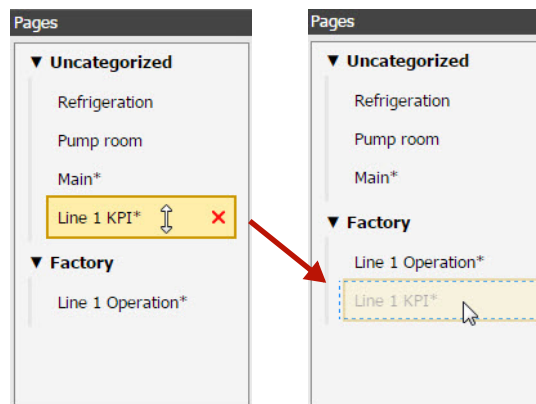 Pages
▼ Uncategorized
Refrigeration
Pump room
Main*
Line 1 KPI*
▼ Factory
Line 1 Operation*
Pages
▼ Uncategorized
Refrigeration
Pump room
Main*
▼ Factory
Line 1 Operation*
Line 1 KPI*